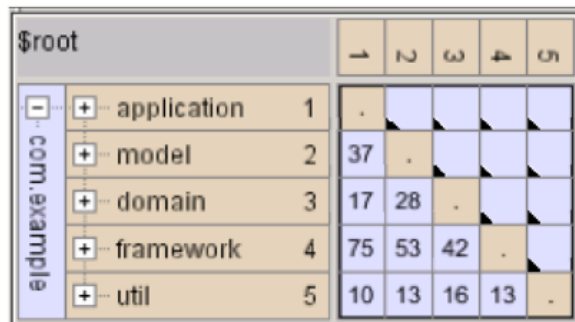 $root 1 2 3 4 5
com.example
application 1 .
model 2 37 .
domain 3 17 28 .
framework 4 75 53 42 .
util 5 10 13 16 13 .